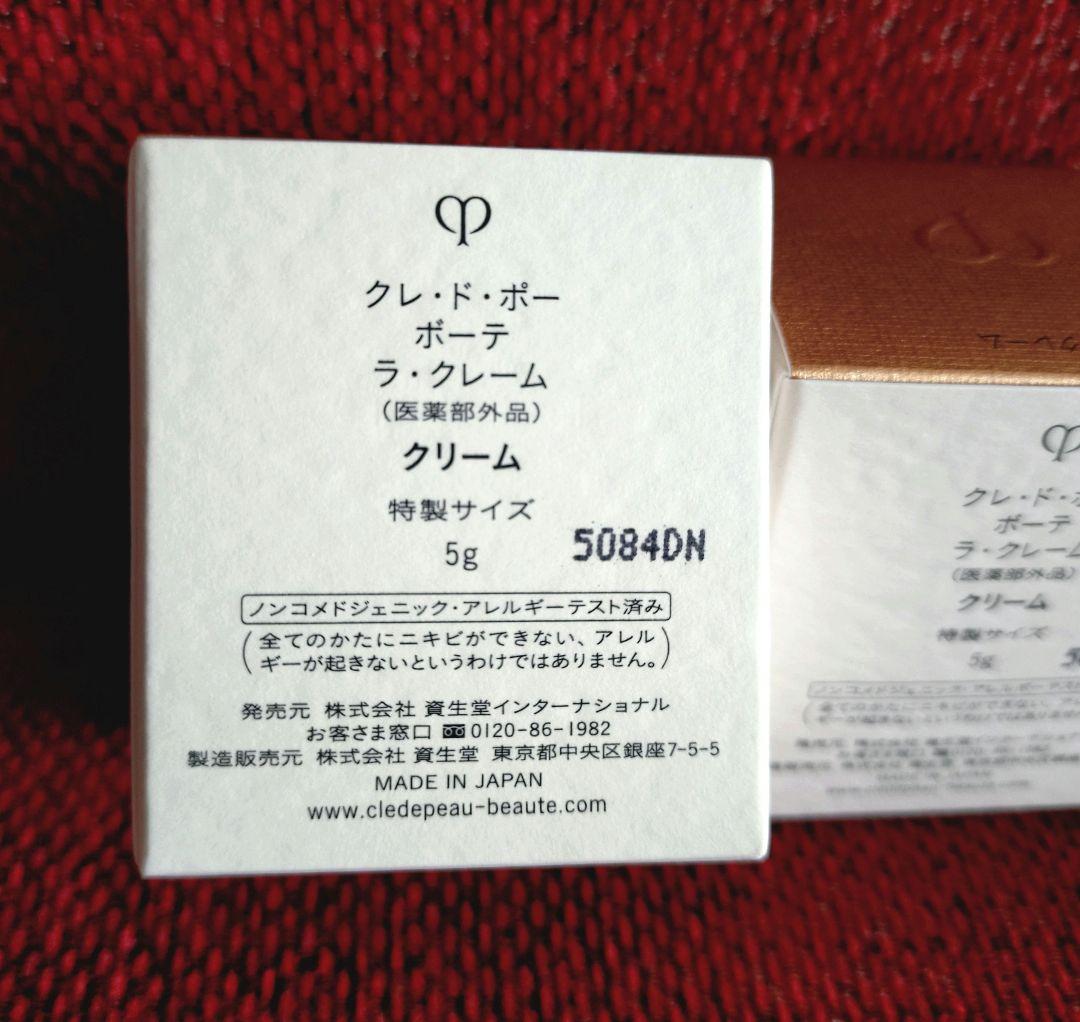 クレ・ド・ポー
ボーテ
ラ・クレーム
（医薬部外品）
クリーム
特製サイズ
5g
5084DN
ノンコメドジェニック・アレルギーテスト済み
（全てのかたにニキビができない、アレル
ギーが起きないというわけではありません。）
発売元 株式会社 資生堂インターナショナル
お客さま窓口 0120-86-1982
製造販売元 株式会社 資生堂 東京都中央区銀座7-5-5
MADE IN JAPAN
www.cledepeau-beaute.com
クレーム
クレ・ド・
ボーテ
ラ・クレーム
（医薬部外品）
クリーム
特製サイズ
5g